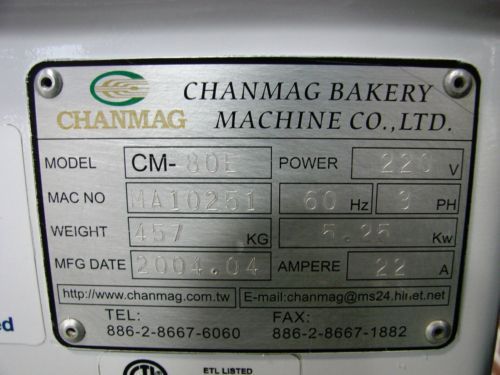 CHANMAG
CHANMAG BAKERY
MACHINE CO.,LTD.
MODEL CM-80E POWER 220 V
MAC NO MA10251 60 Hz 3 PH
WEIGHT 457 KG 5.25 Kw
MFG DATE 2004.04 AMPERE 22 A
http://www.chanmag.com.tw E-mail:chanmag@ms24.hinet.net
TEL: FAX:
886-2-8667-6060 886-2-8667-1882
ed
ETL LISTED